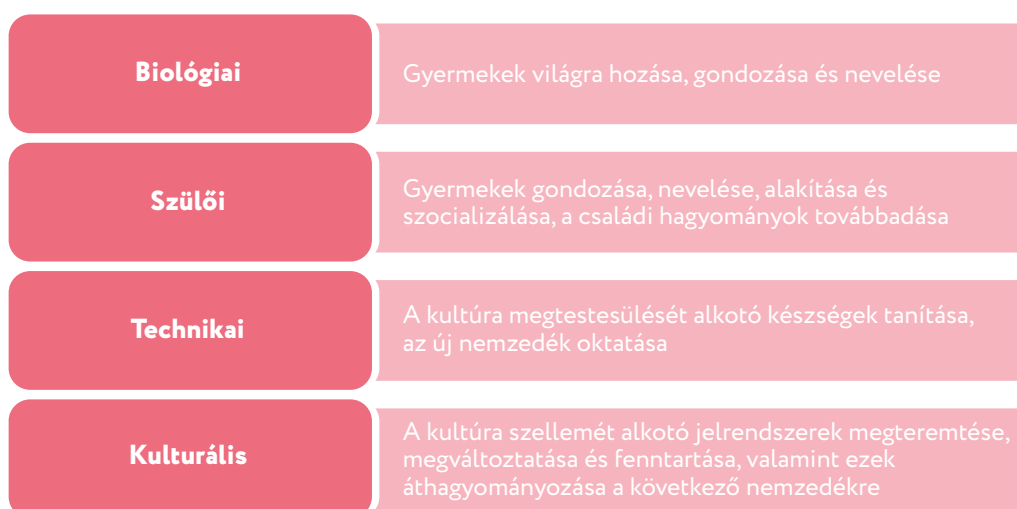 Biológiai
Gyermekek világra hozása, gondozása és nevelése
Szülői
Gyermekek gondozása, nevelése, alakítása és
szocializálása, a családi hagyományok továbbadása
Technikai
A kultúra megtestesülését alkotó készségek tanítása,
az új nemzedék oktatása
Kulturális
A kultúra szellemét alkotó jelrendszerek megteremtése,
megváltoztatása és fenntartása, valamint ezek
áthagyományozása a következő nemzedékre